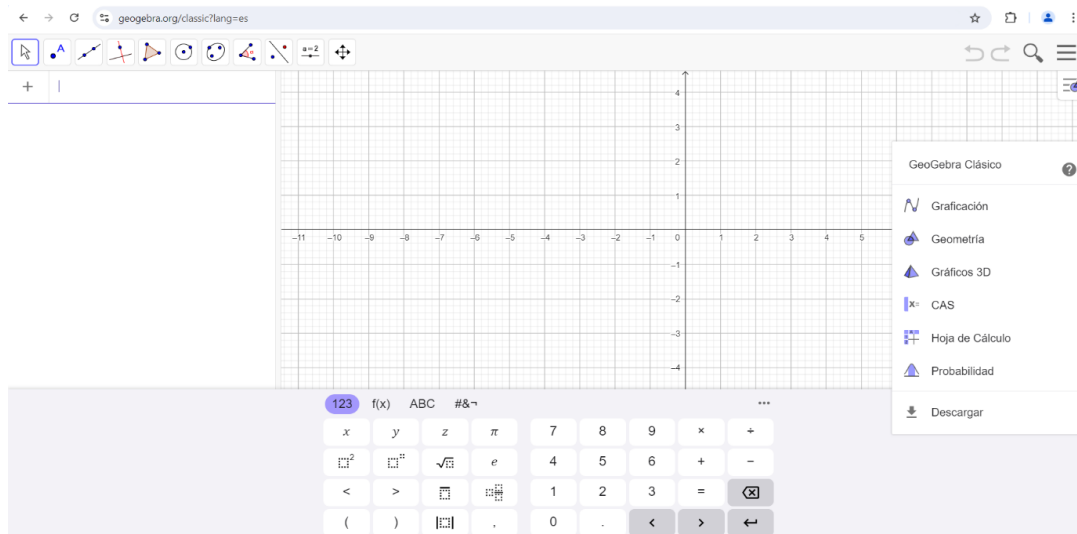 geogebra.org/classic?lang=es
A
a=2
+
4
3
2
1
–11 –10 –9 –8 –7 –6 –5 –4 –3 –2 –1 0 1 2 3 4 5
–1
–2
–3
–4
GeoGebra Clásico
?
Graficación
Geometría
Gráficos 3D
x= CAS
Hoja de Cálculo
Probabilidad
Descargar
123 f(x) ABC #&¬ •••
x y z π 7 8 9 × ÷
2 √ e 4 5 6 + −
< > 1 2 3 =
( ) | | , 0 . < >